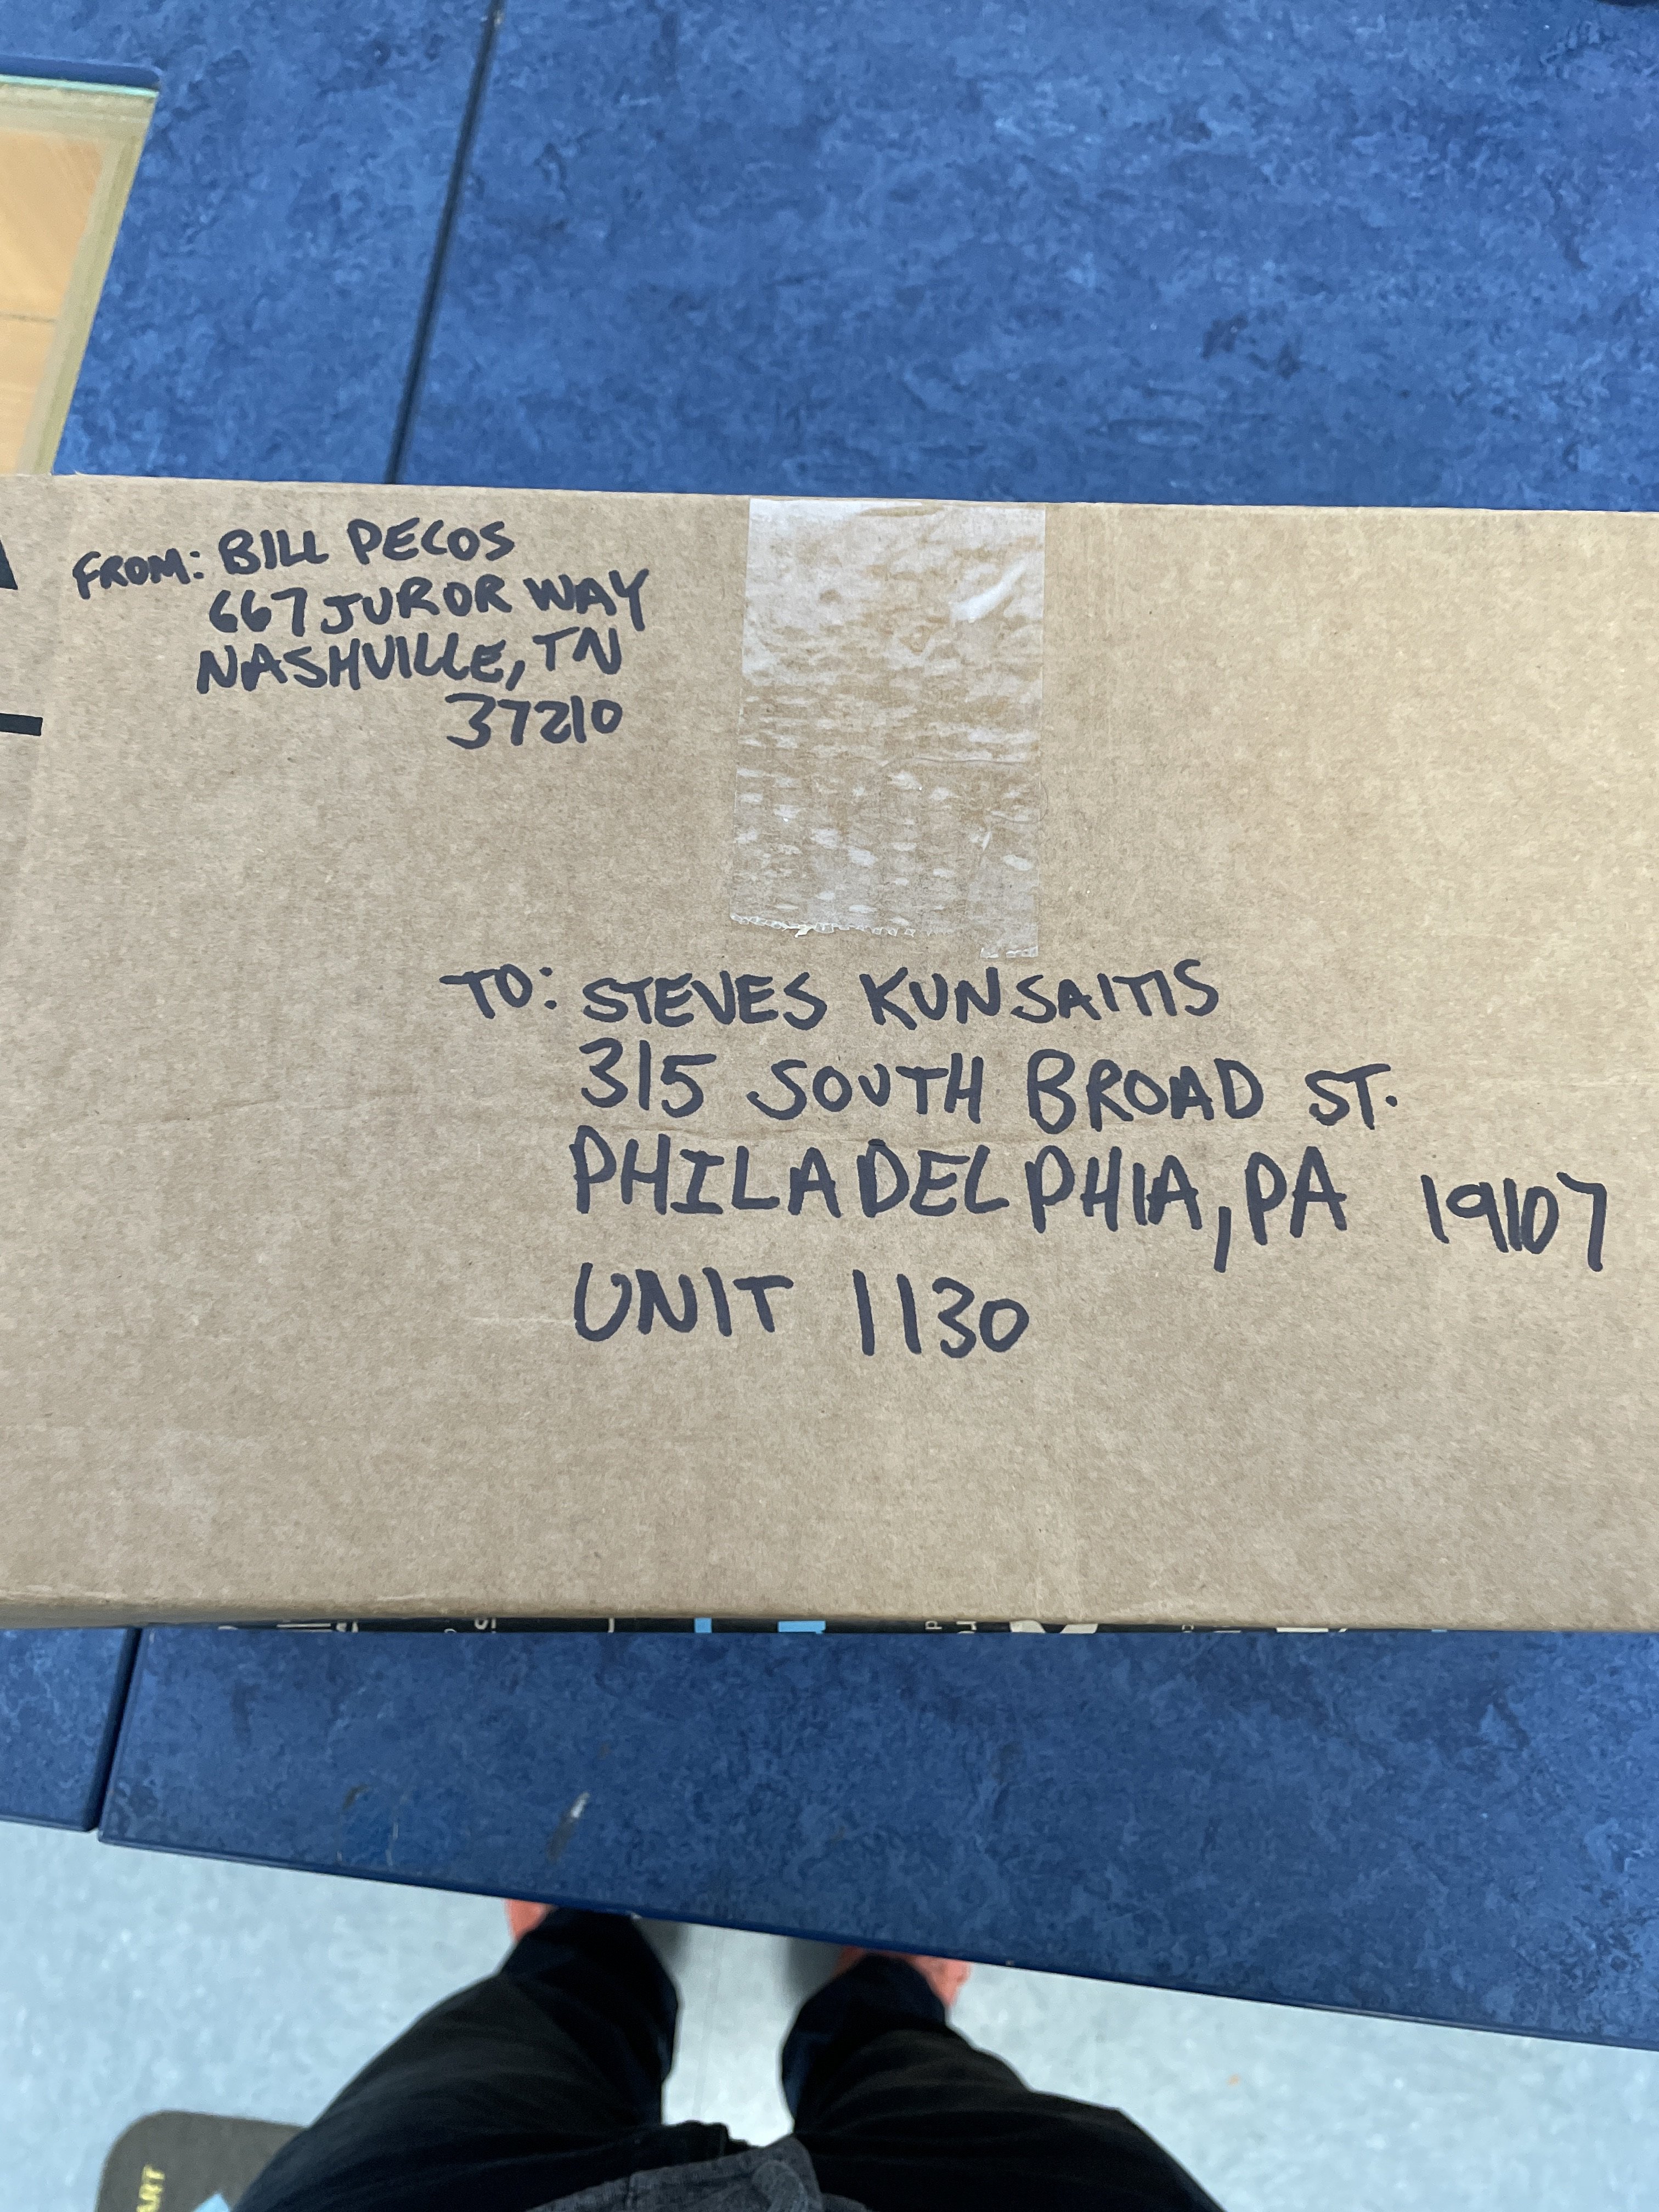 FROM: BILL PECOS
667 JUROR WAY
NASHVILLE, TN
37210
TO: STEVES KUNSAITIS
315 SOUTH BROAD ST.
PHILADELPHIA, PA 19107
UNIT 1130
ART